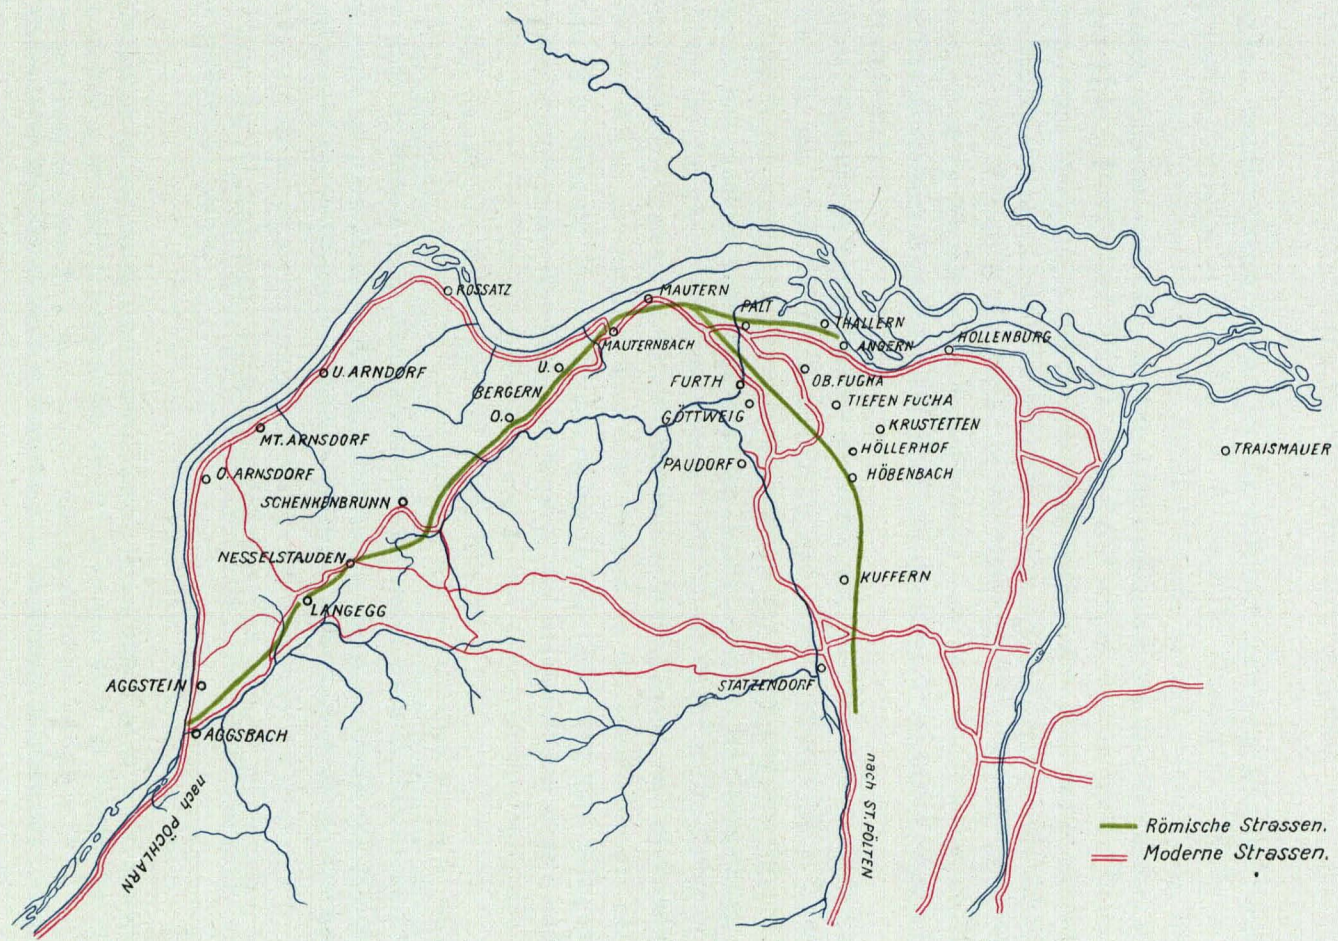 ROSSATZ
MAUTERN
PALT
THALLERN
MAUTERNBACH
ANGERN
HOLLENBURG
U. ARNDORF
U.
BERGERN
O.
FURTH
OB. FUCHA
GÖTTWEIG
TIEFEN FUCHA
KRUSTETTEN
MT. ARNSDORF
HÖLLERHOF
TRAISMAUER
O. ARNSDORF
PAUDORF
HÖBENBACH
SCHENKENBRUNN
NESSELSTAUDEN
KUFFERN
LANGEGG
AGGSTEIN
STATZENDORF
AGGSBACH
nach PÖCHLARN
nach ST. PÖLTEN
Römische Strassen.
Moderne Strassen.